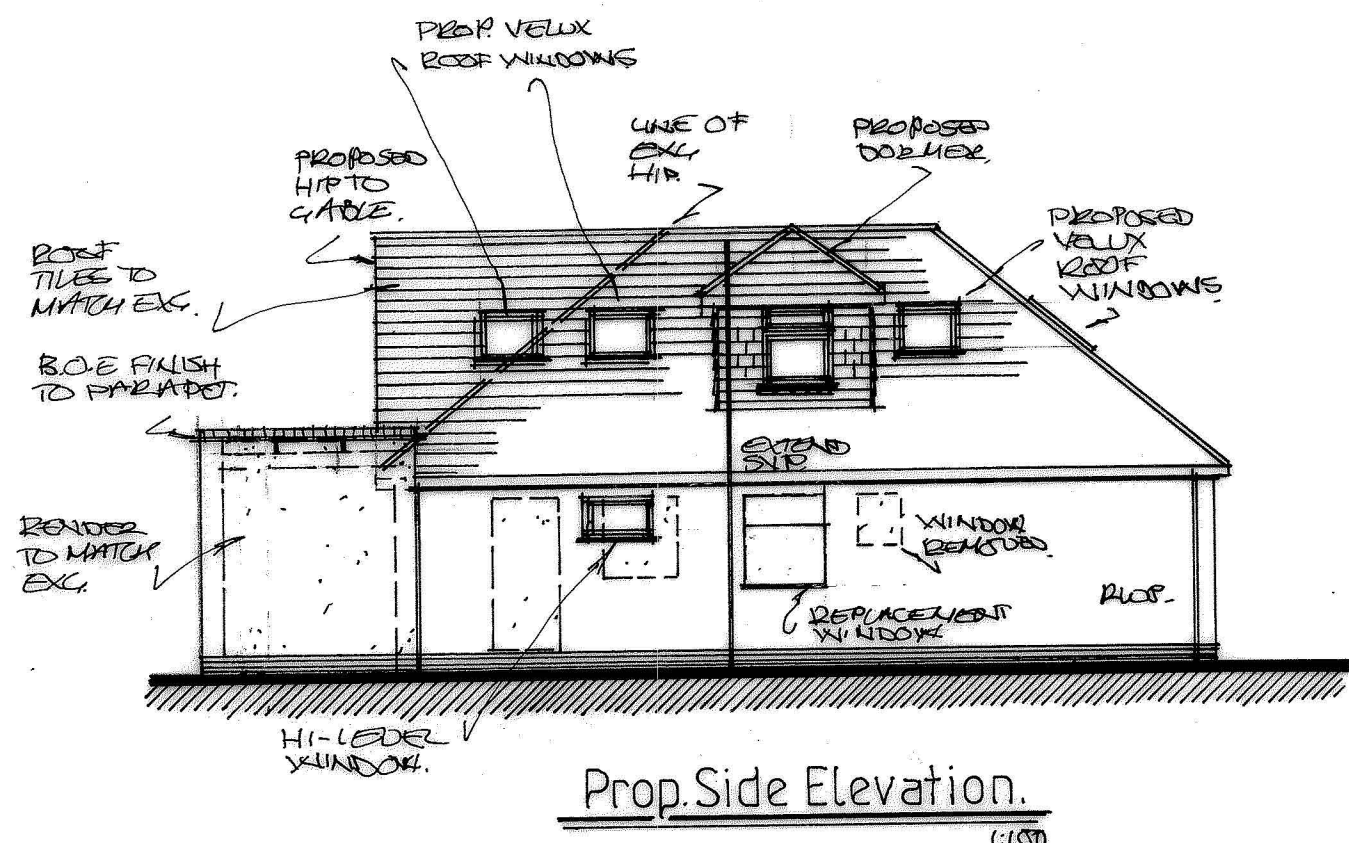 PROP. VELUX
ROOF WINDOWS
LINE OF
EXG
HIP.
PROPOSED
DORMER.
PROPOSED
HIP TO
GABLE.
PROPOSED
VELUX
ROOF
WINDOWS.
ROOF
TILES TO
MATCH EXG.
B.O.E FINISH
TO PARAPET.
EXTEND
SVP
RENDER
TO MATCH
EXG.
WINDOW
REMOVED.
REPLACEMENT
WINDOW.
HI-LEVEL
WINDOW.
Prop. Side Elevation.